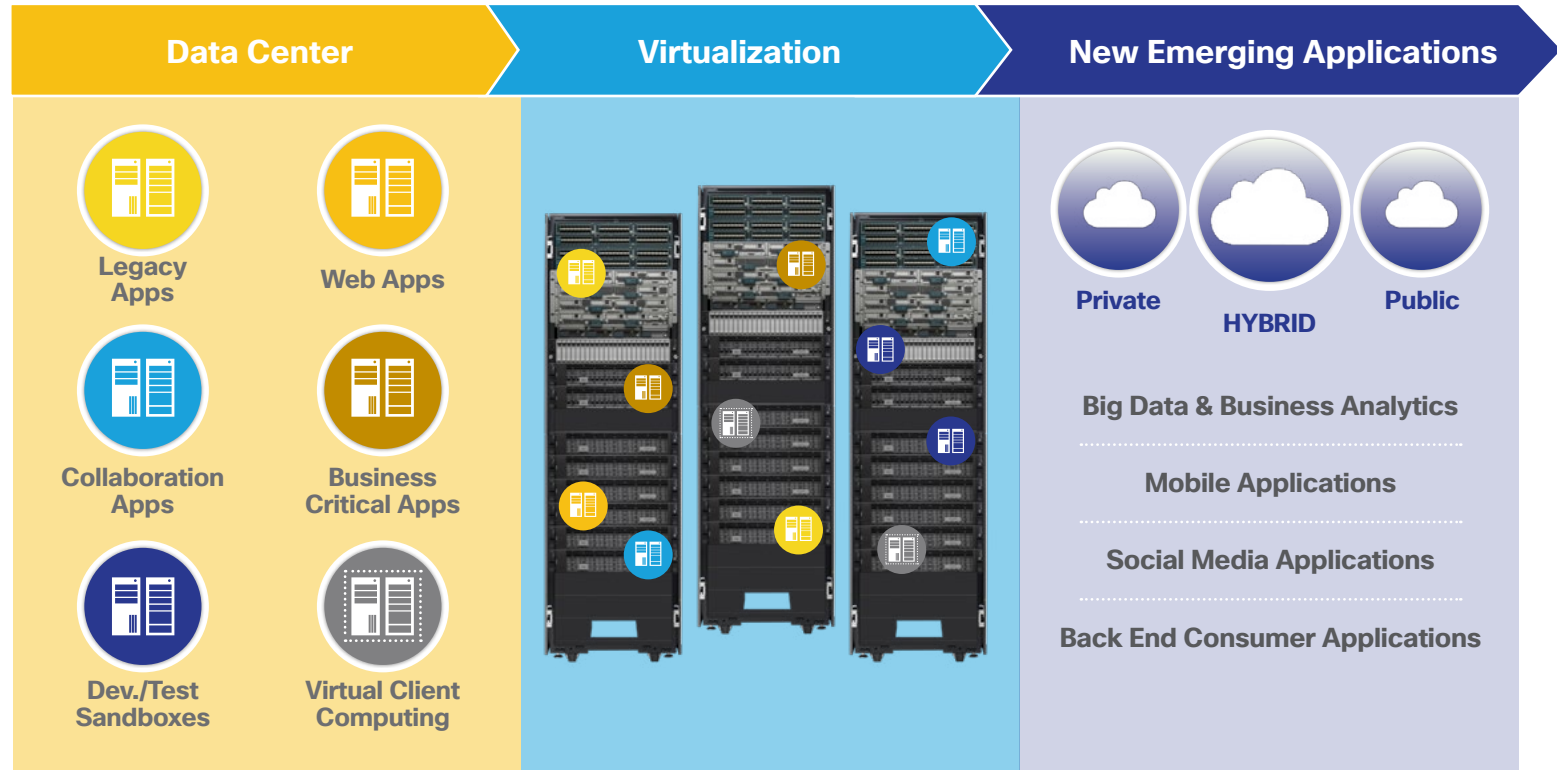 Data Center
Virtualization
New Emerging Applications
Legacy
Apps
Web Apps
Collaboration
Apps
Business
Critical Apps
Dev./Test
Sandboxes
Virtual Client
Computing
Private
HYBRID
Public
Big Data & Business Analytics
Mobile Applications
Social Media Applications
Back End Consumer Applications